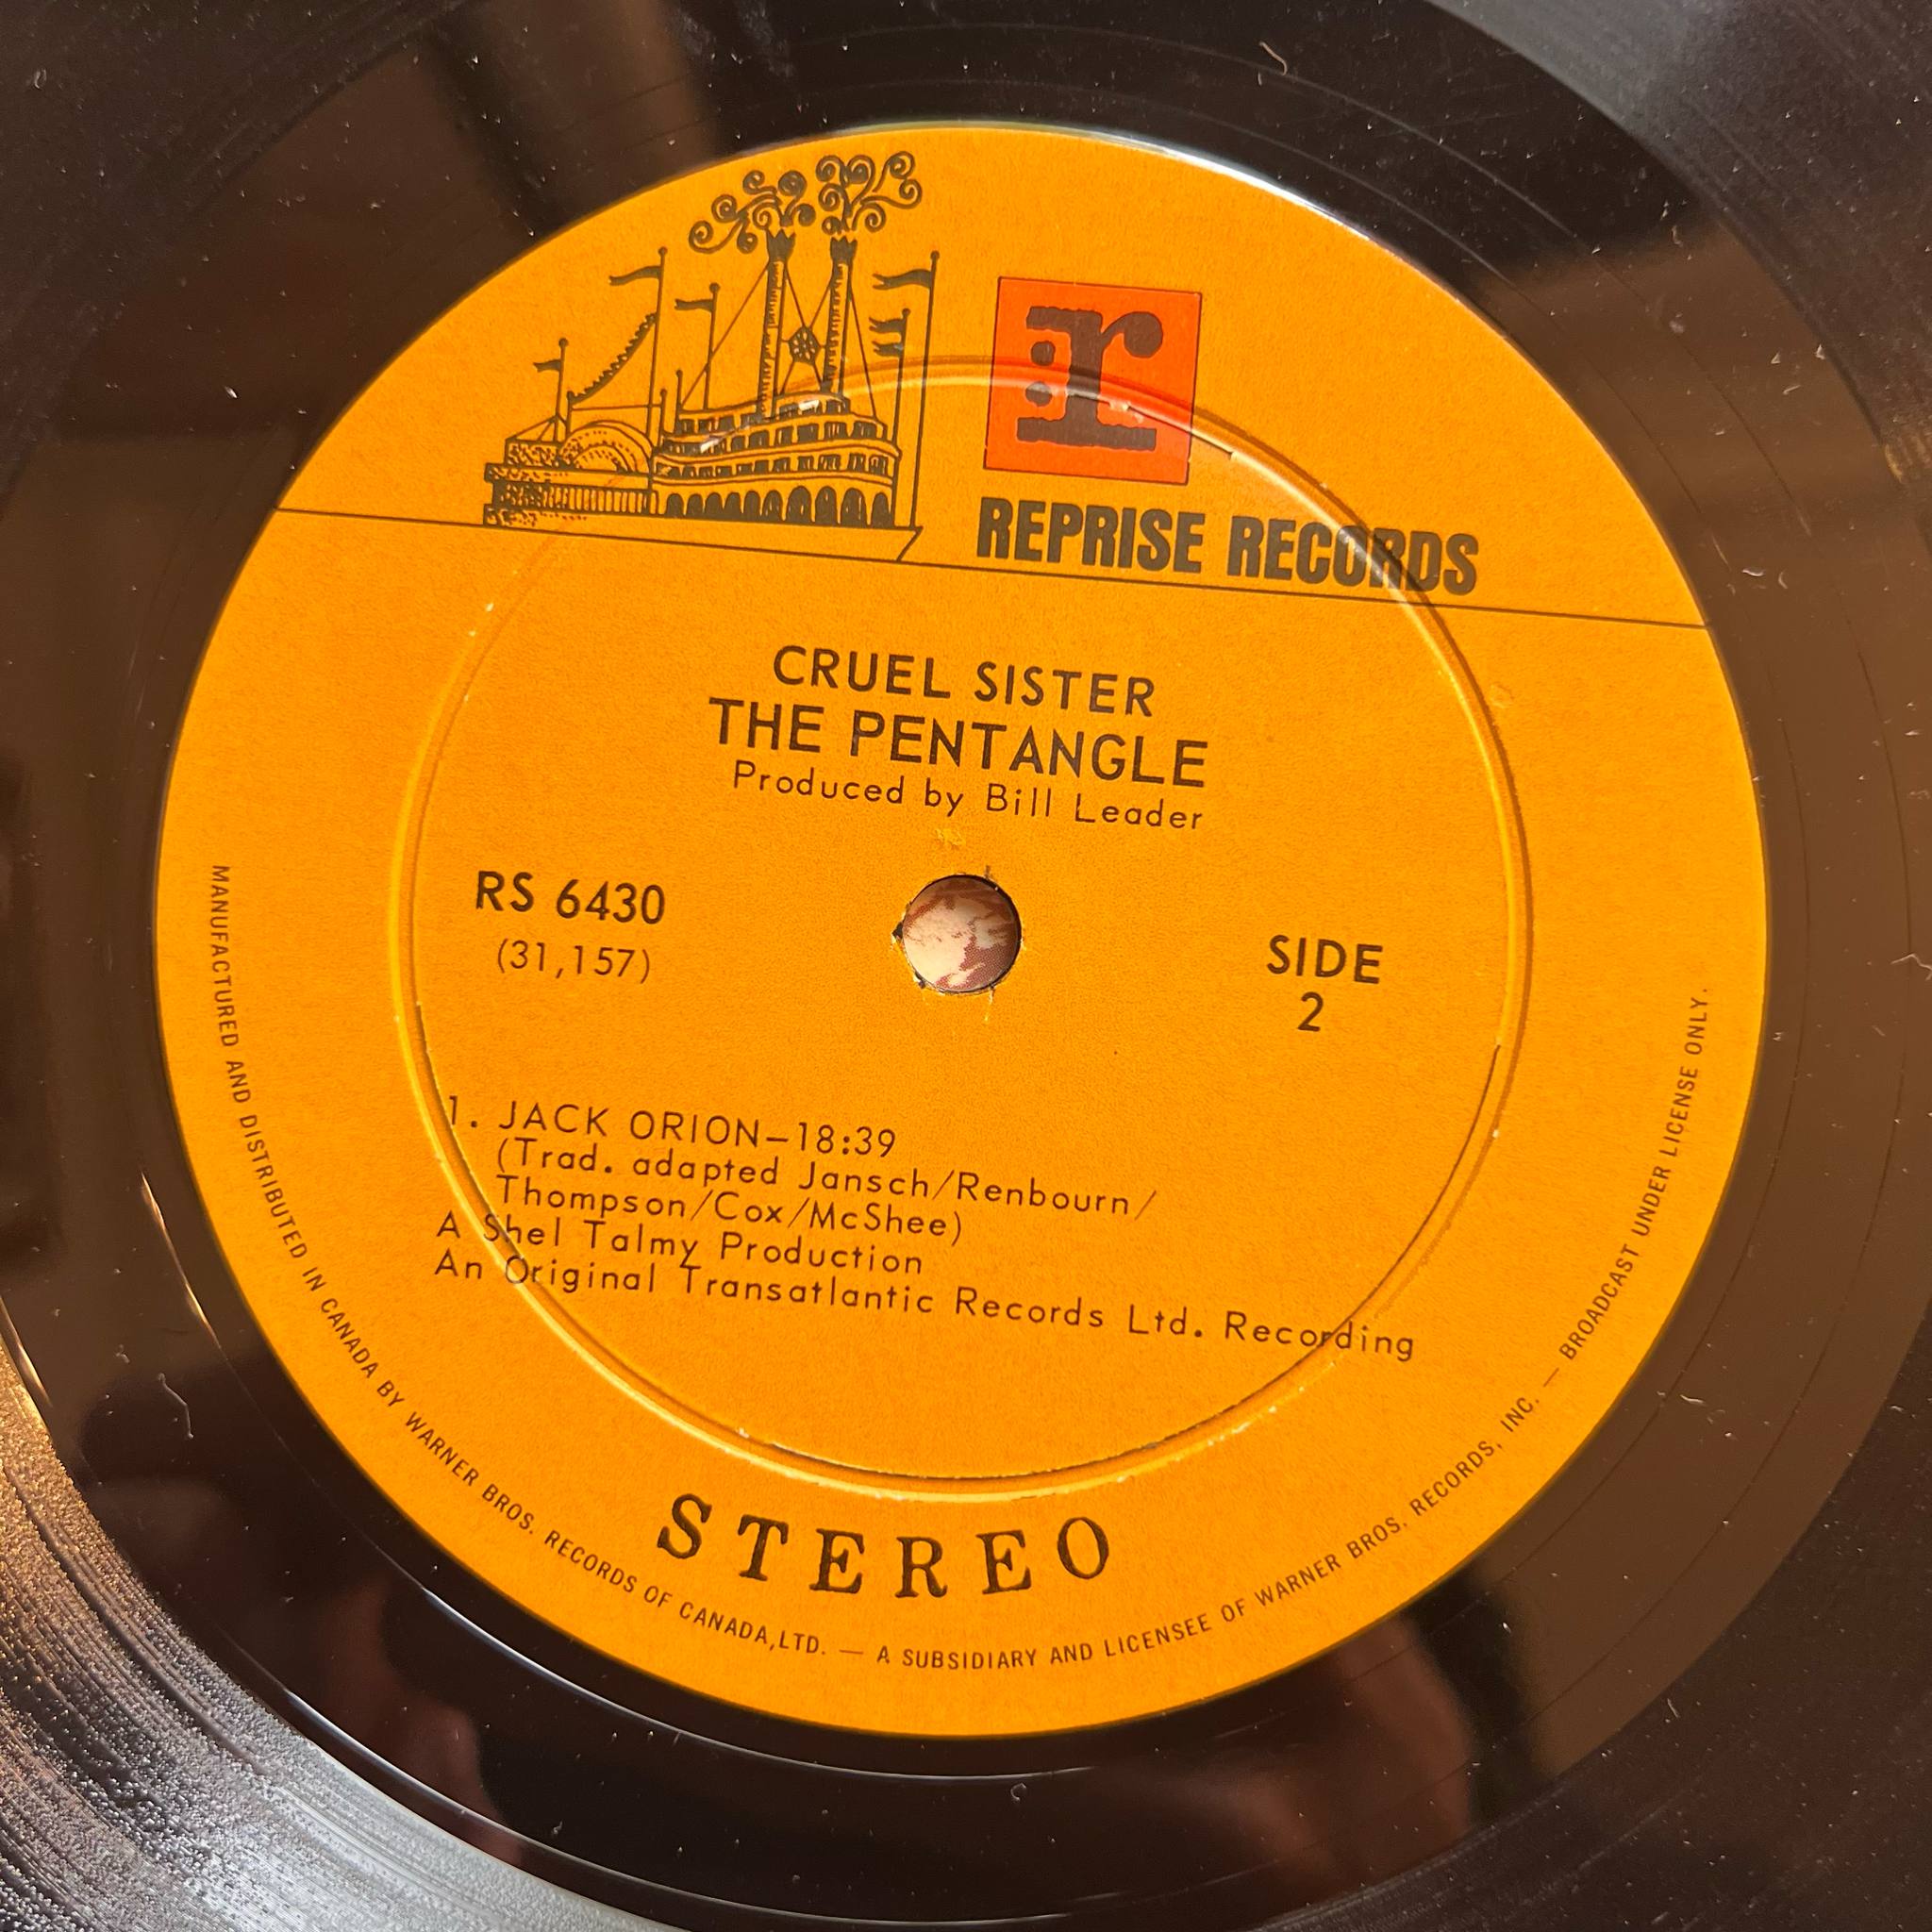 r:
REPRISE RECORDS
CRUEL SISTER
THE PENTANGLE
Produced by Bill Leader
RS 6430
(31,157)
SIDE
2
1. JACK ORION–18:39
(Trad. adapted Jansch/Renbourn/
Thompson/Cox/McShee)
A Shel Talmy Production
An Original Transatlantic Records Ltd. Recording
STEREO
MANUFACTURED AND DISTRIBUTED IN CANADA BY WARNER BROS. RECORDS OF CANADA, LTD. — A SUBSIDIARY AND LICENSEE OF WARNER BROS. RECORDS, INC. — BROADCAST UNDER LICENSE ONLY.